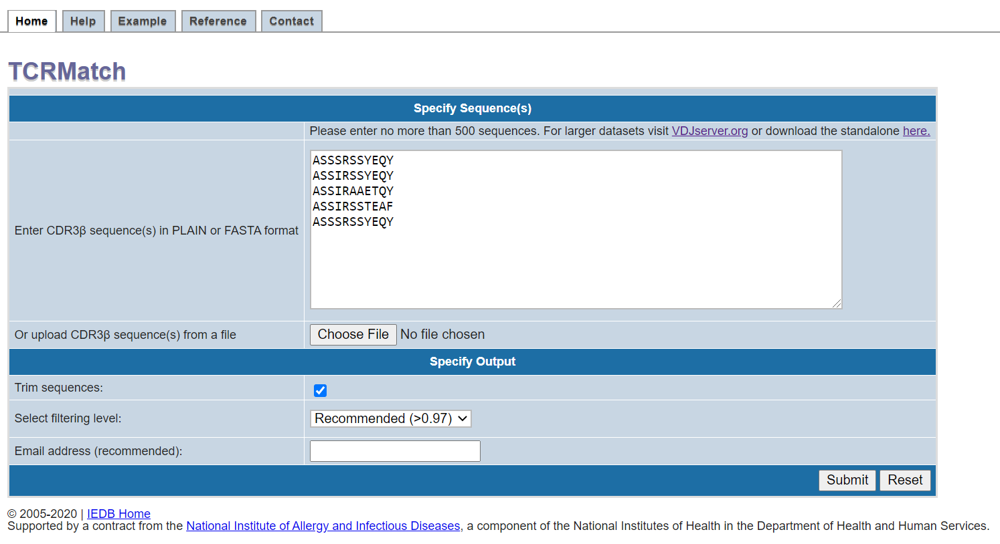 Home Help Example Reference Contact
TCRMatch
Specify Sequence(s)
Please enter no more than 500 sequences. For larger datasets visit VDJserver.org or download the standalone here.
Enter CDR3β sequence(s) in PLAIN or FASTA format
ASSSRSSYEQY
ASSIRSSYEQY
ASSIRAAETQY
ASSIRSSTEAF
ASSSRSSYEQY
Or upload CDR3β sequence(s) from a file Choose File No file chosen
Specify Output
Trim sequences:
Select filtering level: Recommended (>0.97)
Email address (recommended):
Submit Reset
© 2005-2020 | IEDB Home
Supported by a contract from the National Institute of Allergy and Infectious Diseases, a component of the National Institutes of Health in the Department of Health and Human Services.